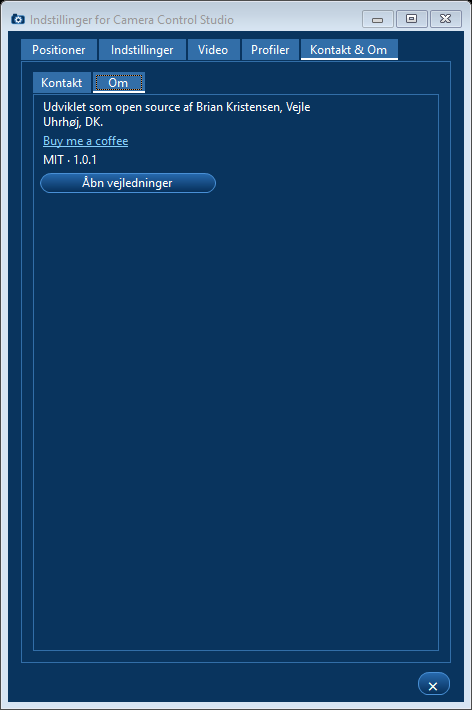 Indstillinger for Camera Control Studio
Positioner Indstillinger Video Profiler Kontakt & Om
Kontakt Om
Udviklet som open source af Brian Kristensen, Vejle
Uhrhøj, DK.
Buy me a coffee
MIT · 1.0.1
Åbn vejledninger